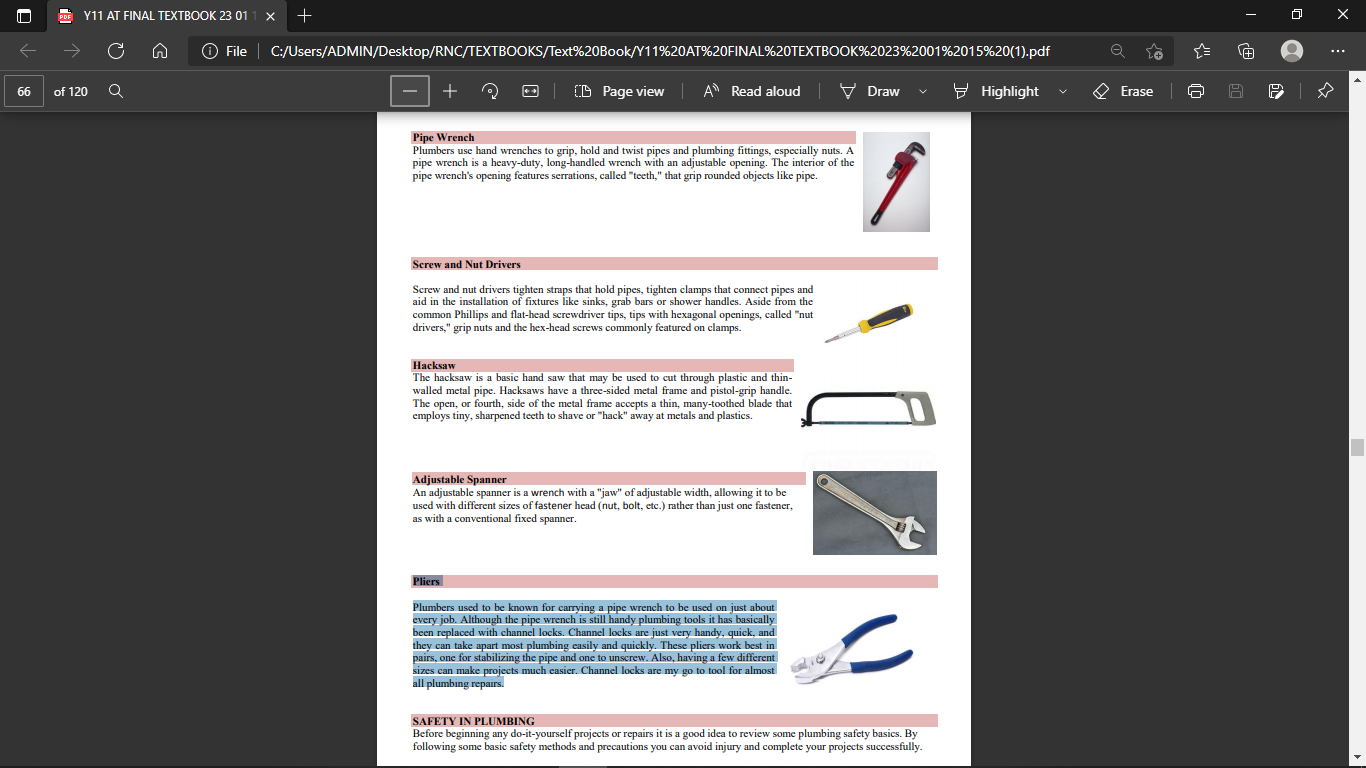 Y11 AT FINAL TEXTBOOK 23 01 1
File
C:/Users/ADMIN/Desktop/RNC/TEXTBOOKS/Text%20Book/Y11%20AT%20FINAL%20TEXTBOOK%2023%2001%2015%20(1).pdf
66 of 120
Page view
Read aloud
Draw
Highlight
Erase
Pipe Wrench
Plumbers use hand wrenches to grip, hold and twist pipes and plumbing fittings, especially nuts. A
pipe wrench is a heavy-duty, long-handled wrench with an adjustable opening. The interior of the
pipe wrench's opening features serrations, called "teeth," that grip rounded objects like pipe.
Screw and Nut Drivers
Screw and nut drivers tighten straps that hold pipes, tighten clamps that connect pipes and
aid in the installation of fixtures like sinks, grab bars or shower handles. Aside from the
common Phillips and flat-head screwdriver tips, tips with hexagonal openings, called "nut
drivers," grip nuts and the hex-head screws commonly featured on clamps.
Hacksaw
The hacksaw is a basic hand saw that may be used to cut through plastic and thin-
walled metal pipe. Hacksaws have a three-sided metal frame and pistol-grip handle.
The open, or fourth, side of the metal frame accepts a thin, many-toothed blade that
employs tiny, sharpened teeth to shave or "hack" away at metals and plastics.
Adjustable Spanner
An adjustable spanner is a wrench with a "jaw" of adjustable width, allowing it to be
used with different sizes of fastener head (nut, bolt, etc.) rather than just one fastener,
as with a conventional fixed spanner.
Pliers
Plumbers used to be known for carrying a pipe wrench to be used on just about
every job. Although the pipe wrench is still handy plumbing tools it has basically
been replaced with channel locks. Channel locks are just very handy, quick, and
they can take apart most plumbing easily and quickly. These pliers work best in
pairs, one for stabilizing the pipe and one to unscrew. Also, having a few different
sizes can make projects much easier. Channel locks are my go to tool for almost
all plumbing repairs.
SAFETY IN PLUMBING
Before beginning any do-it-yourself projects or repairs it is a good idea to review some plumbing safety basics. By
following some basic safety methods and precautions you can avoid injury and complete your projects successfully.